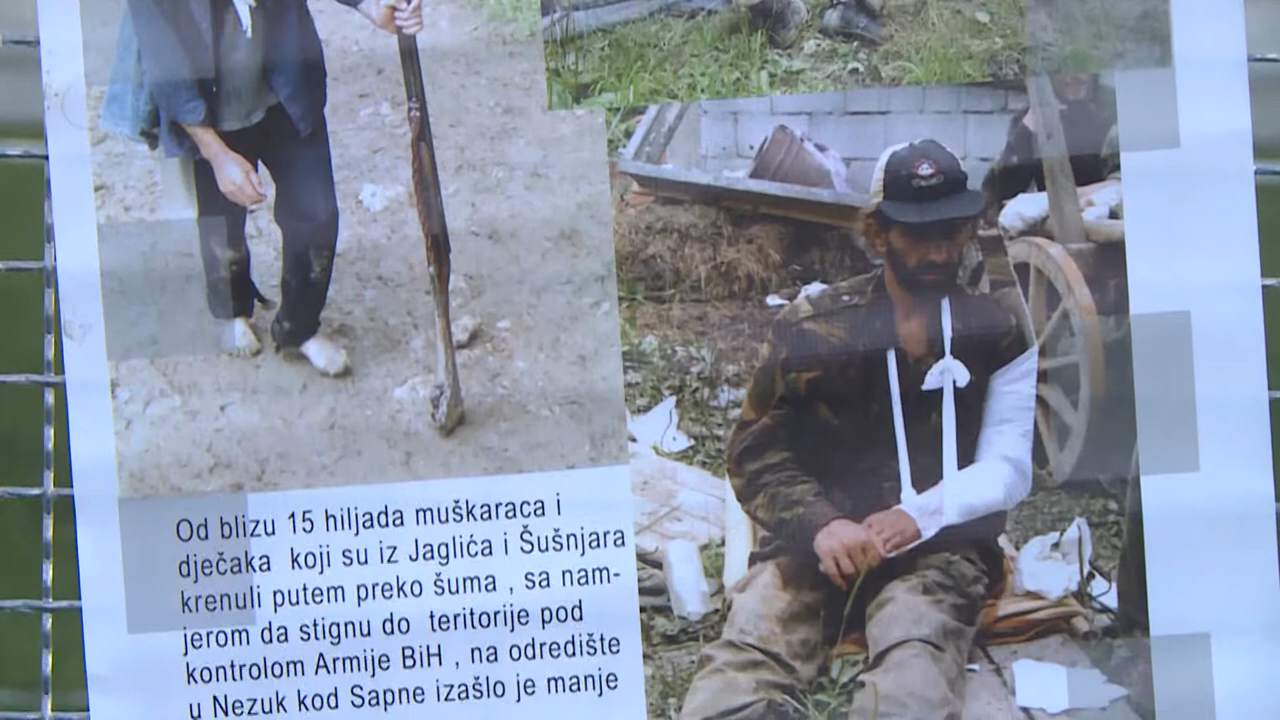 Od blizu 15 hiljada muškaraca i
dječaka koji su iz Jaglića i Šušnjara
krenuli putem preko šuma , sa nam-
jerom da stignu do teritorije pod
kontrolom Armije BiH , na odredište
u Nezuk kod Sapne izašlo je manje